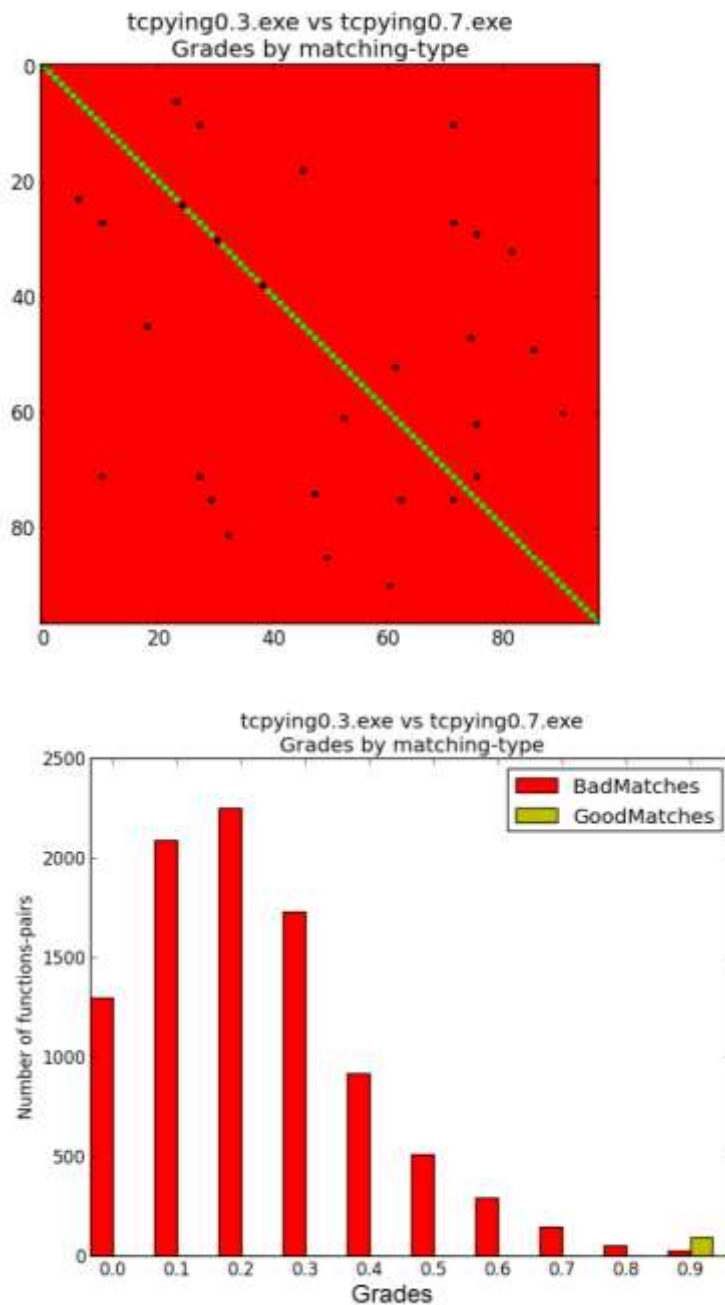 tcpying0.3.exe vs tcpying0.7.exe
Grades by matching-type
0
20
40
60
80
0 20 40 60 80
tcpying0.3.exe vs tcpying0.7.exe
Grades by matching-type
2500
2000
1500
1000
500
0
BadMatches
GoodMatches
Number of functions-pairs
0.0 0.1 0.2 0.3 0.4 0.5 0.6 0.7 0.8 0.9
Grades